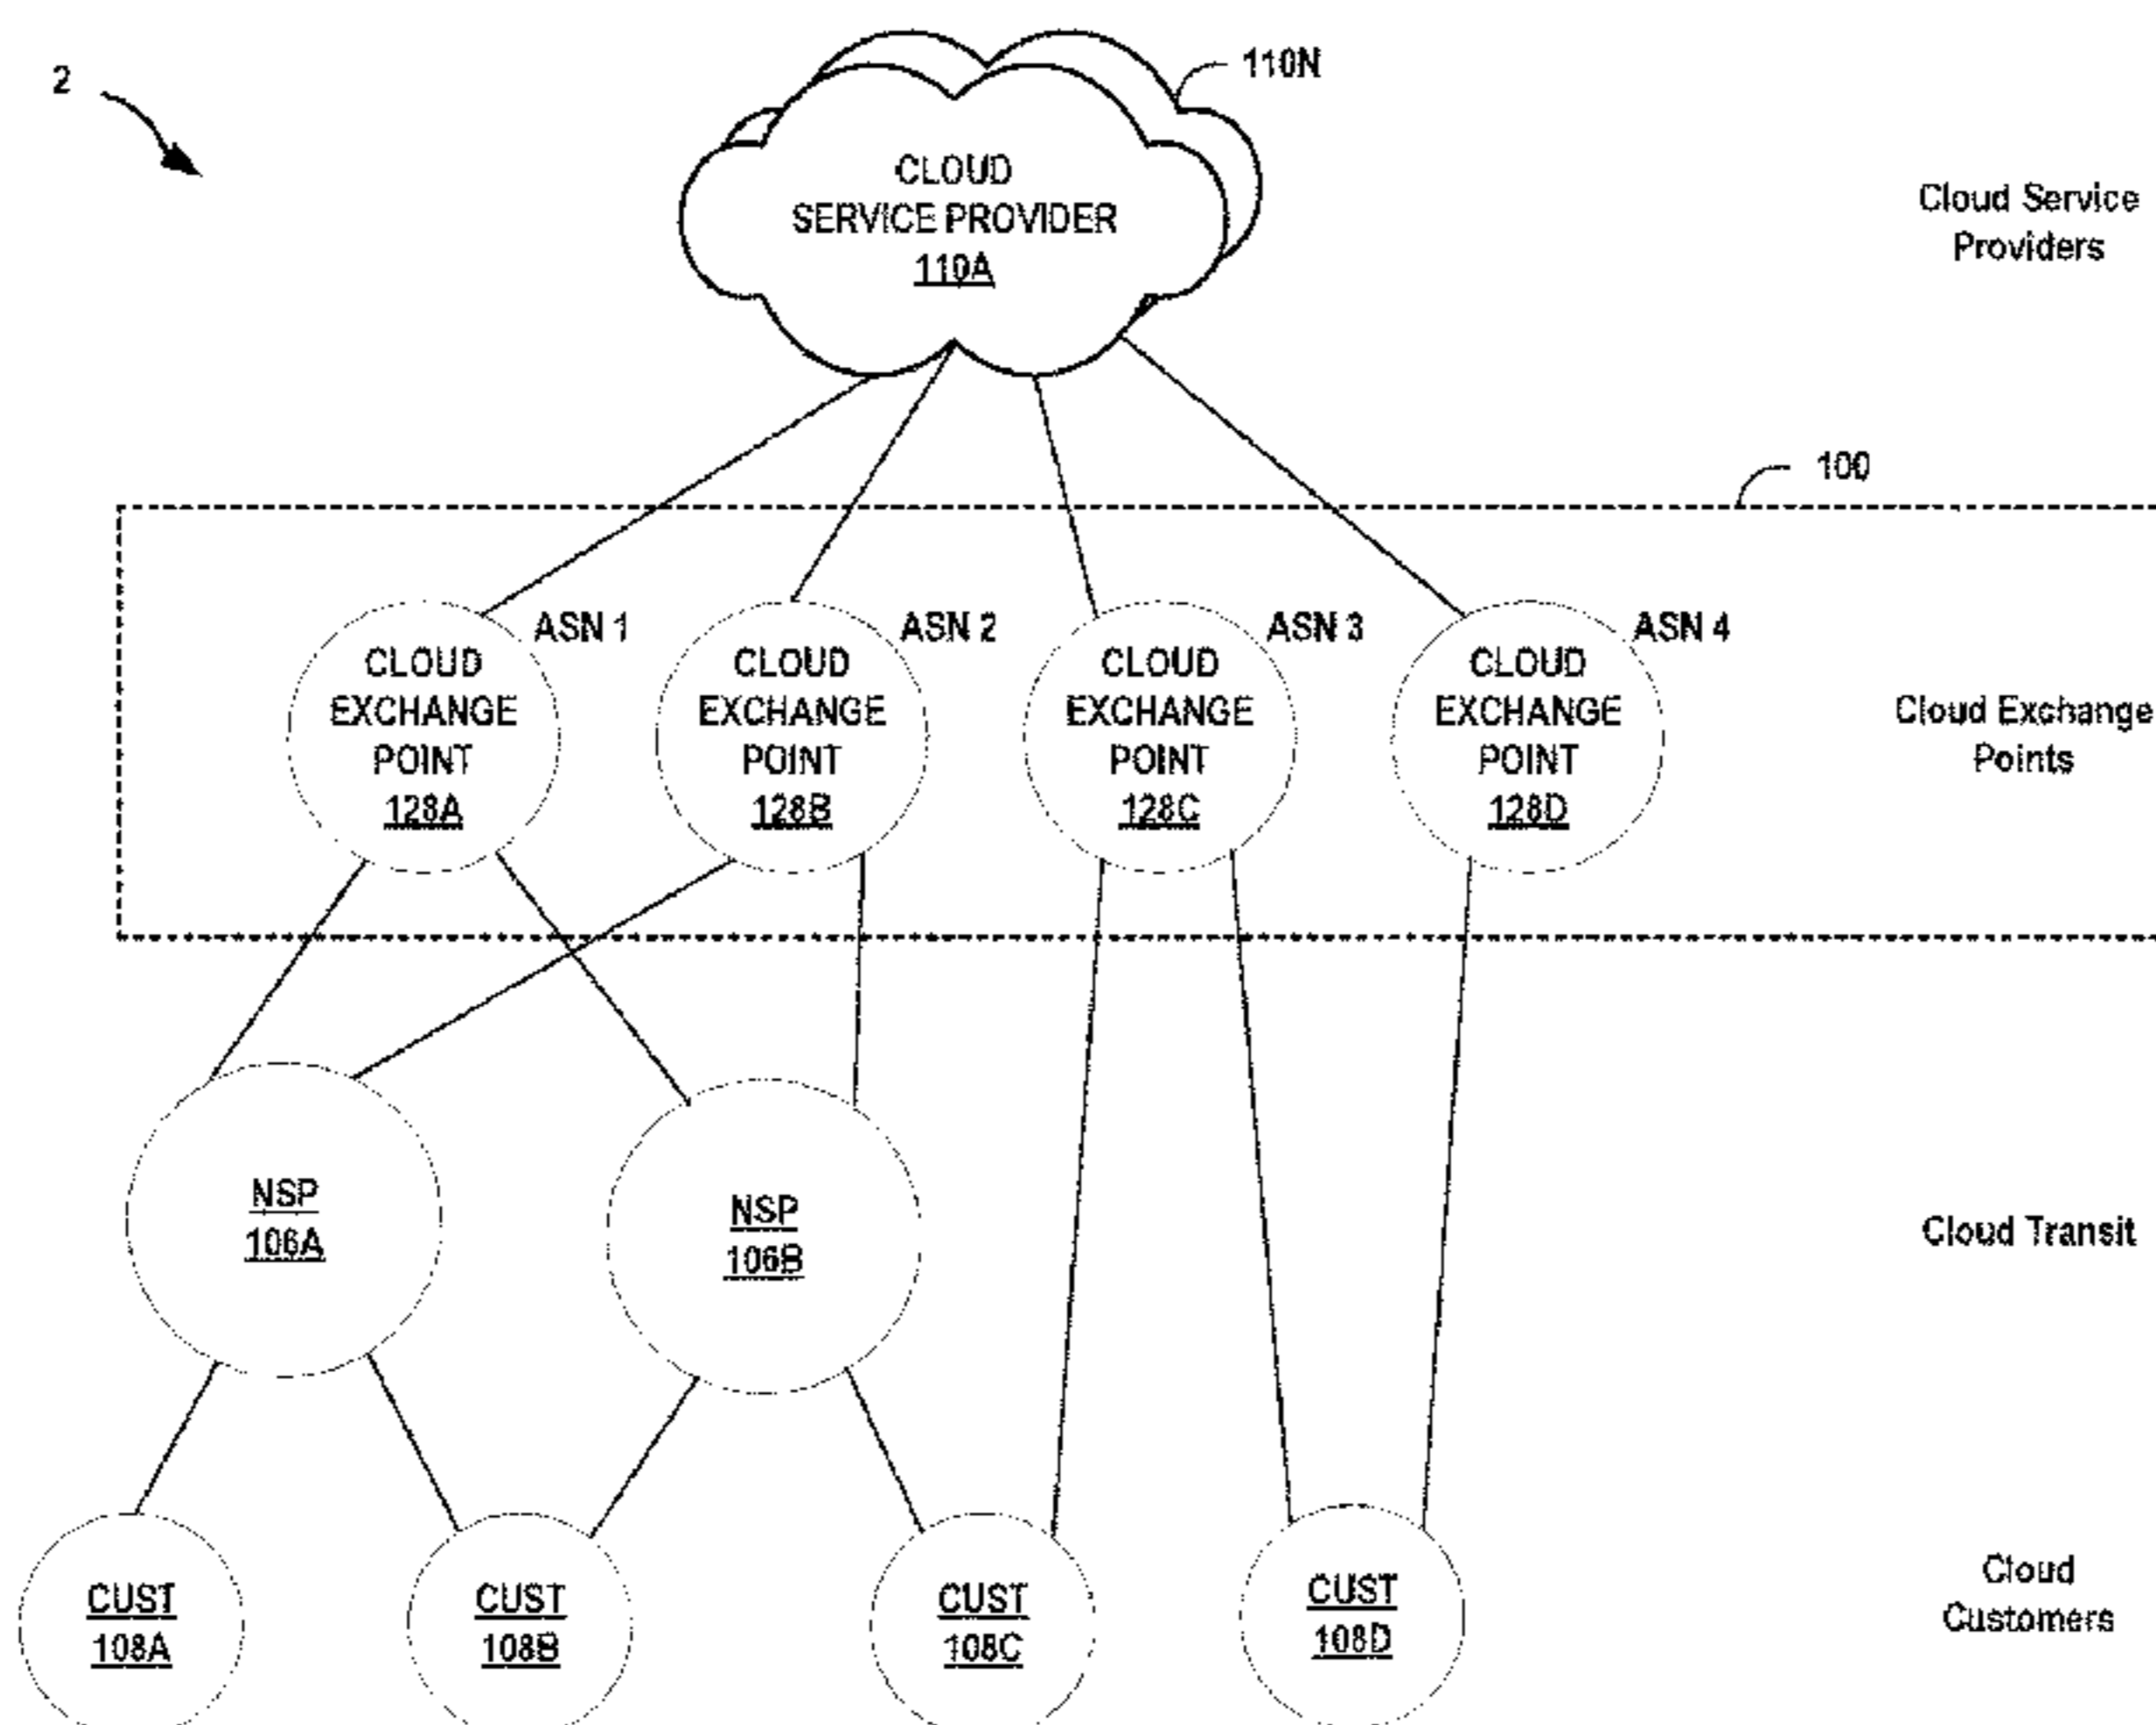 2
110N
CLOUD
SERVICE PROVIDER
110A
Cloud Service
Providers
100
ASN 1
ASN 2
ASN 3
ASN 4
CLOUD
EXCHANGE
POINT
128A
CLOUD
EXCHANGE
POINT
128B
CLOUD
EXCHANGE
POINT
128C
CLOUD
EXCHANGE
POINT
128D
Cloud Exchange
Points
NSP
106A
NSP
106B
Cloud Transit
CUST
108A
CUST
108B
CUST
108C
CUST
108D
Cloud
Customers